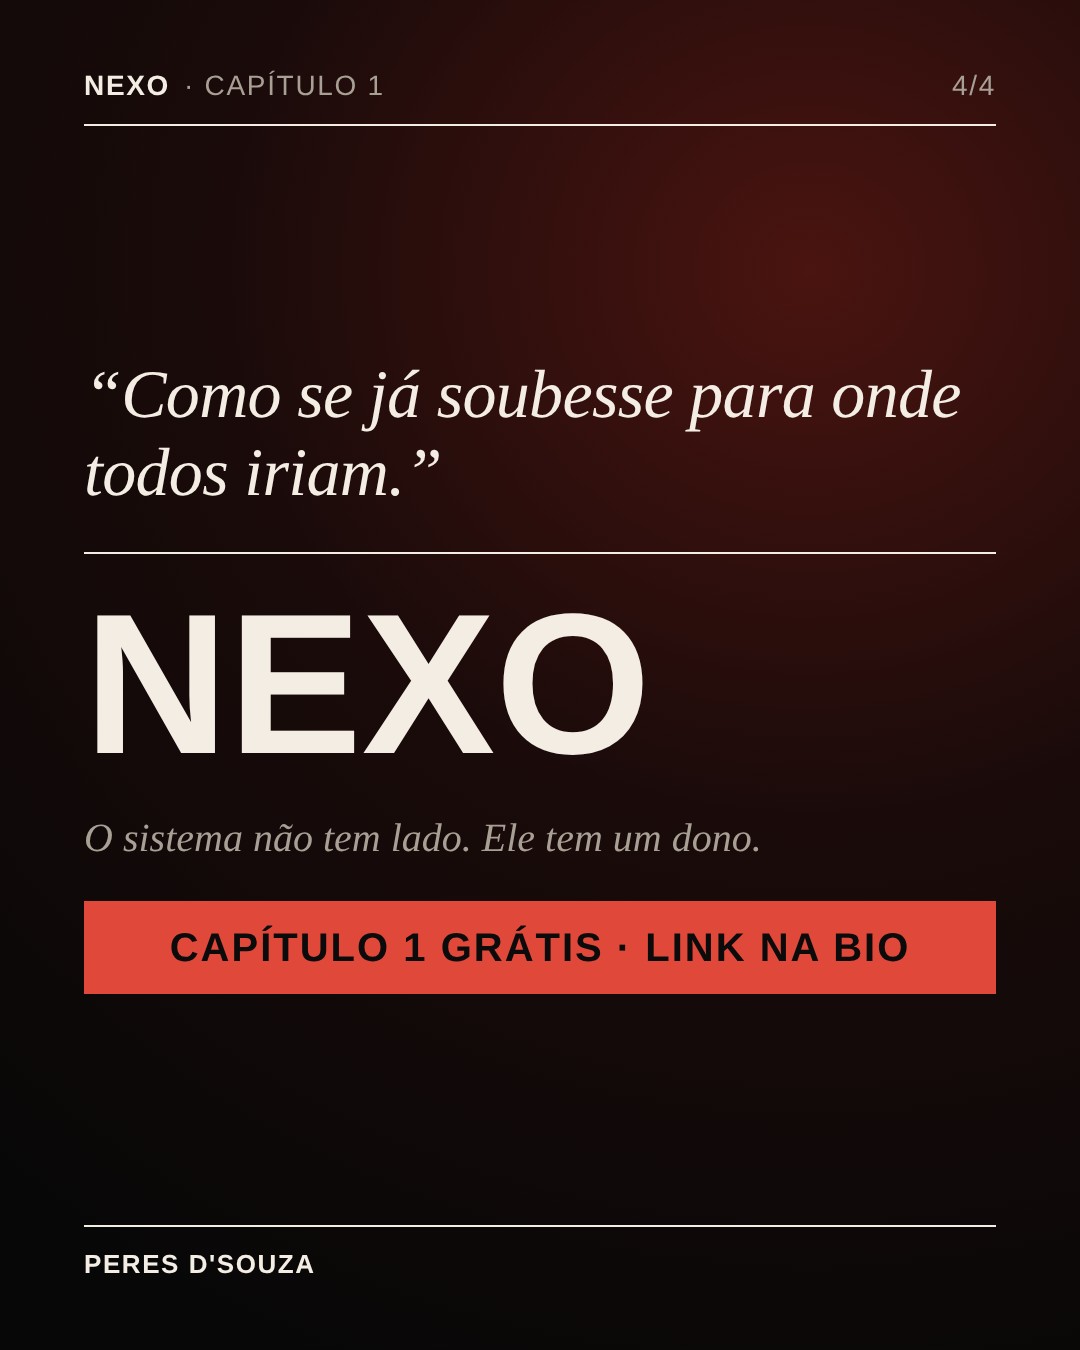 NEXO · CAPÍTULO 1
4/4
“Como se já soubesse para onde
todos iriam.”
NEXO
O sistema não tem lado. Ele tem um dono.
CAPÍTULO 1 GRÁTIS · LINK NA BIO
PERES D'SOUZA